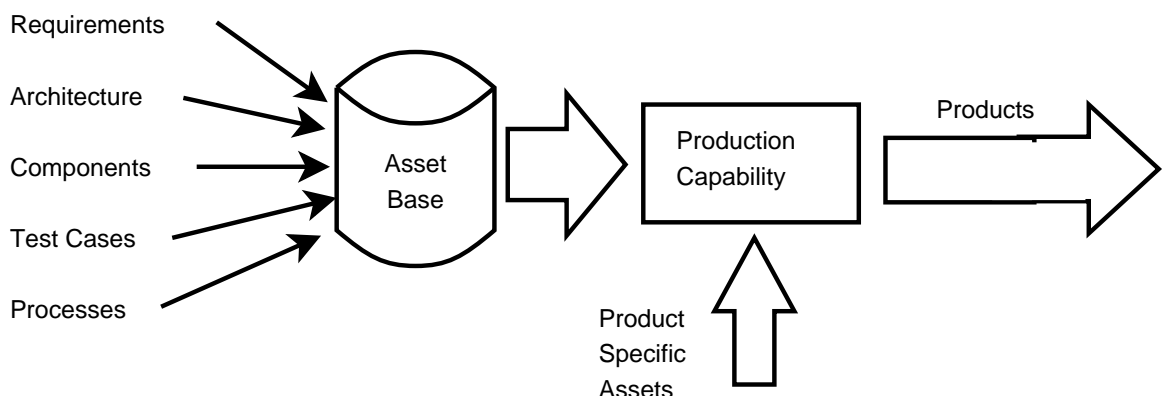 Requirements
Architecture
Components
Test Cases
Processes
Asset
Base
Production
Capability
Products
Product
Specific
Assets